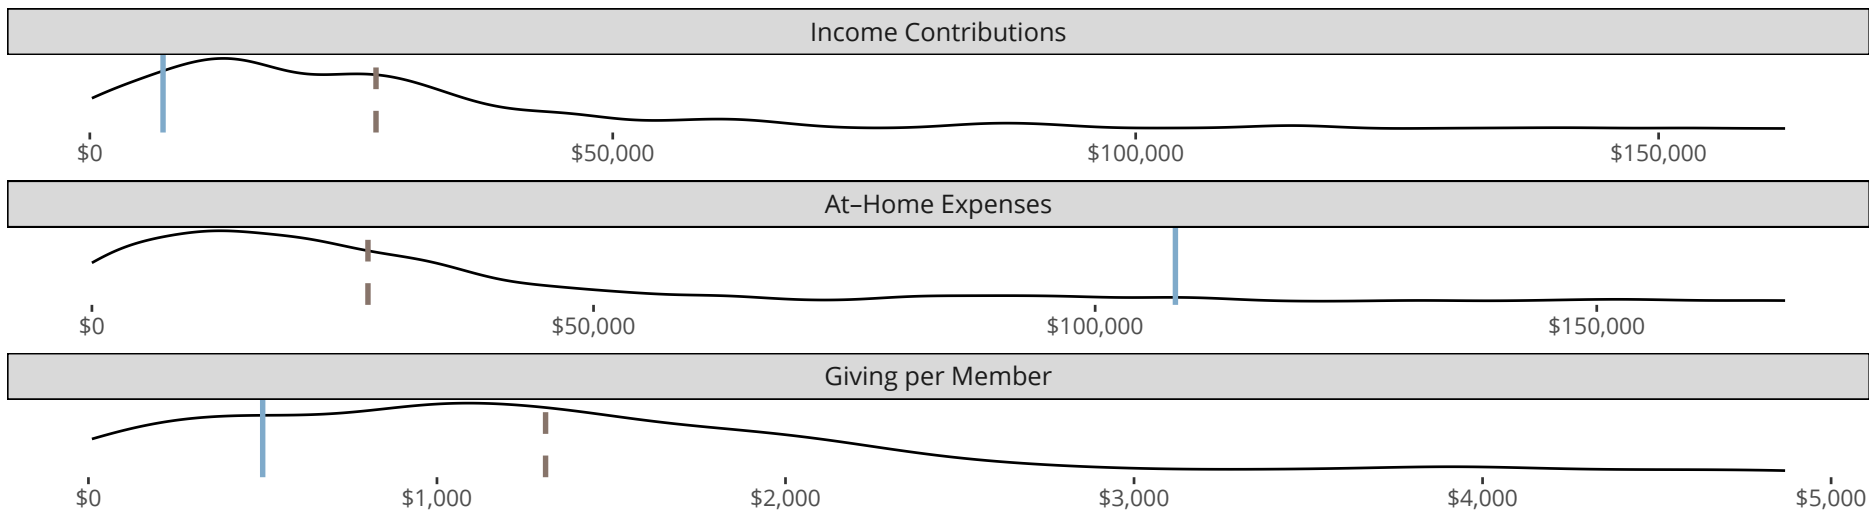 Income Contributions
$0 $50,000 $100,000 $150,000
At–Home Expenses
$0 $50,000 $100,000 $150,000
Giving per Member
$0 $1,000 $2,000 $3,000 $4,000 $5,000